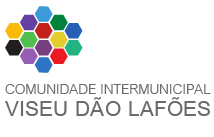 COMUNIDADE INTERMUNICIPAL
VISEU DÃO LAFÕES